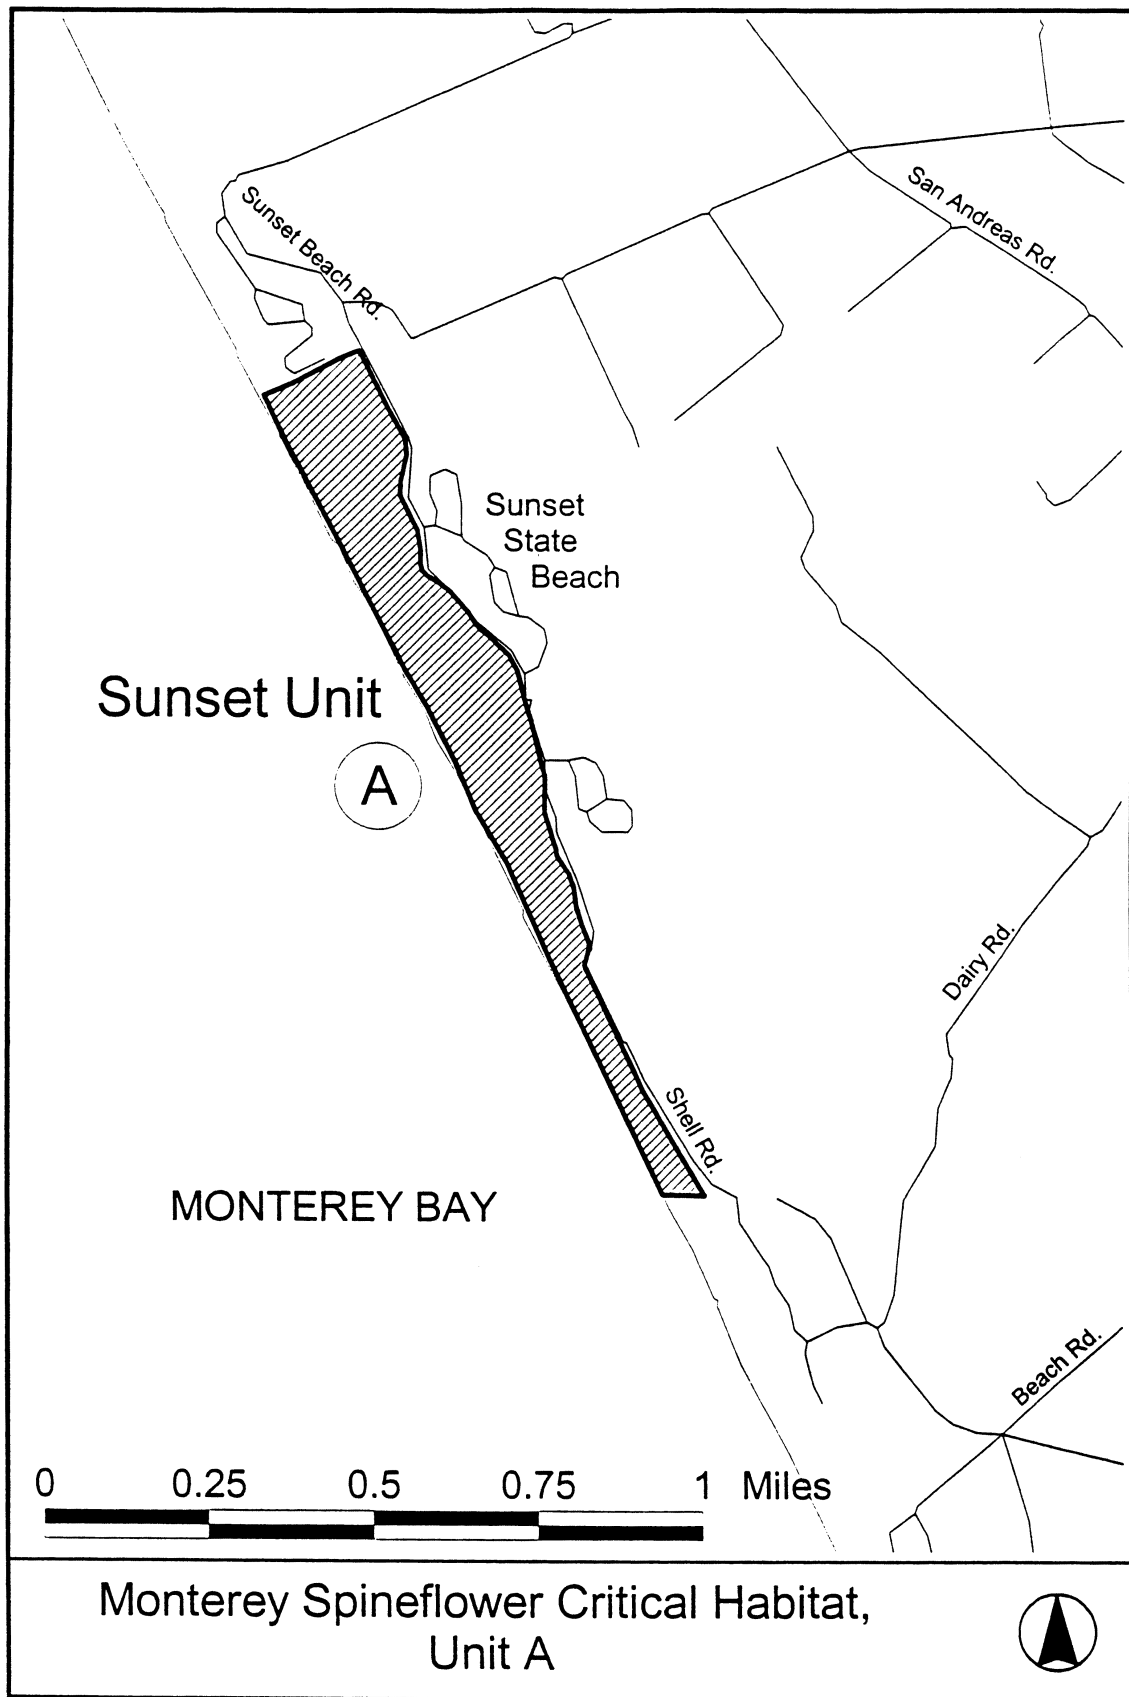 Sunset Beach Rd.
San Andreas Rd.
Sunset
State
Beach
Sunset Unit
A
Dairy Rd.
Shell Rd.
MONTEREY BAY
Beach Rd.
0 0.25 0.5 0.75 1 Miles
Monterey Spineflower Critical Habitat,
Unit A